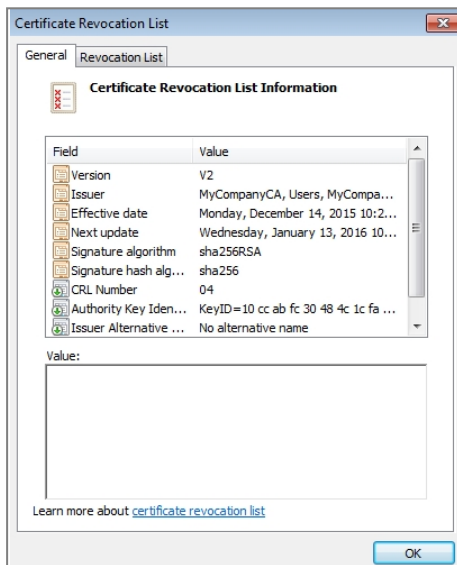 Certificate Revocation List
General Revocation List
Certificate Revocation List Information
Field Value
Version V2
Issuer MyCompanyCA, Users, MyCompa...
Effective date Monday, December 14, 2015 10:2...
Next update Wednesday, January 13, 2016 10...
Signature algorithm sha256RSA
Signature hash alg... sha256
CRL Number 04
Authority Key Iden... KeyID=10 cc ab fc 30 48 4c 1c fa ...
Issuer Alternative ... No alternative name
Value:
Learn more about certificate revocation list
OK